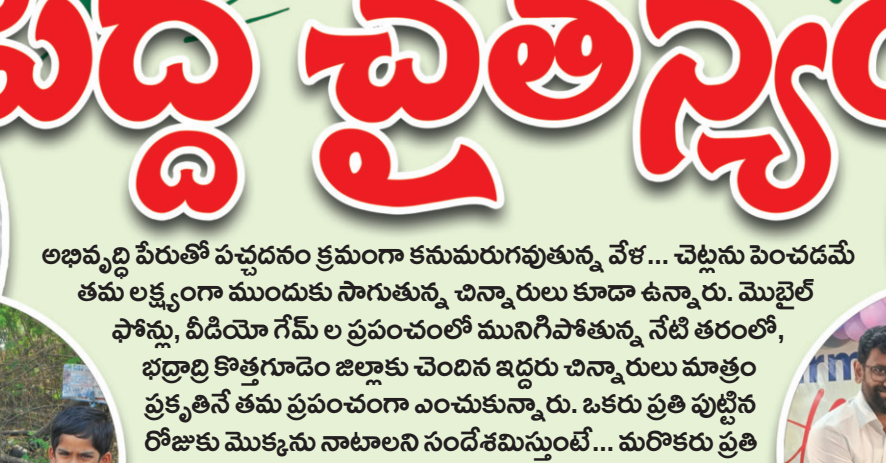 పెద్ద చైతన్యం
అభివృద్ధి పేరుతో పచ్చదనం క్రమంగా కనుమరుగవుతున్న వేళ... చెట్లను పెంచడమే
తమ లక్ష్యంగా ముందుకు సాగుతున్న చిన్నారులు కూడా ఉన్నారు. మొబైల్
ఫోన్లు, వీడియో గేమ్ ల ప్రపంచంలో మునిగిపోతున్న నేటి తరంలో,
భద్రాద్రి కొత్తగూడెం జిల్లాకు చెందిన ఇద్దరు చిన్నారులు మాత్రం
ప్రకృతినే తమ ప్రపంచంగా ఎంచుకున్నారు. ఒకరు ప్రతి పుట్టిన
రోజుకు మొక్కను నాటాలని సందేశమిస్తుంటే... మరొకరు ప్రతి